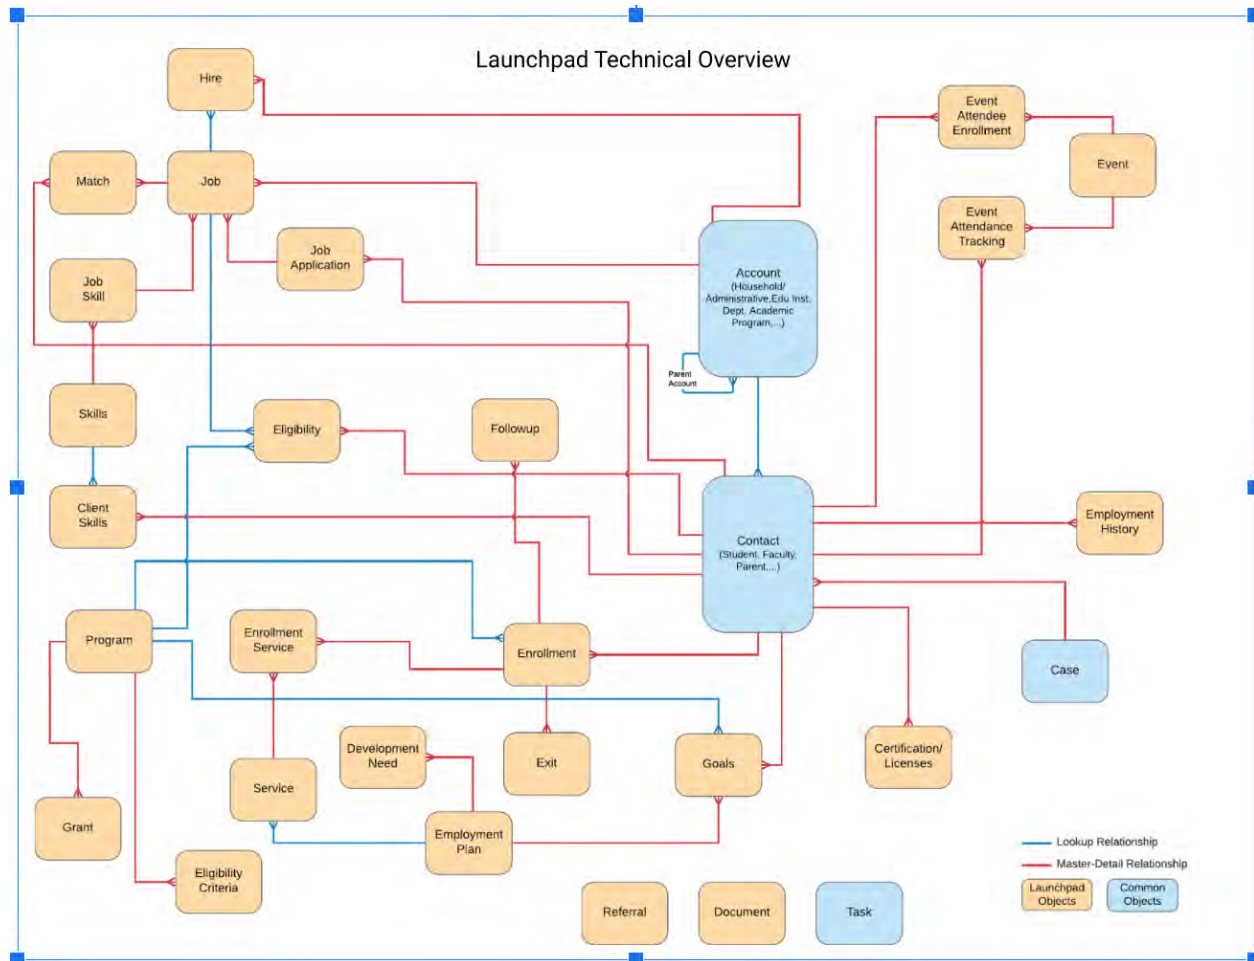 Launchpad Technical Overview
Hire
Event
Attendee
Enrollment
Event
Match
Job
Event
Attendance
Tracking
Job
Application
Job
Skill
Account
(Household/
Administrative,Edu Inst,
Dept, Academic
Program,...)
Parent
Account
Skills
Eligibility
Followup
Client
Skills
Contact
(Student, Faculty,
Parent,...)
Employment
History
Program
Enrollment
Service
Enrollment
Case
Development
Need
Exit
Goals
Certification/
Licenses
Service
Grant
Employment
Plan
Eligibility
Criteria
Lookup Relationship
Master-Detail Relationship
Launchpad
Objects
Common
Objects
Referral
Document
Task